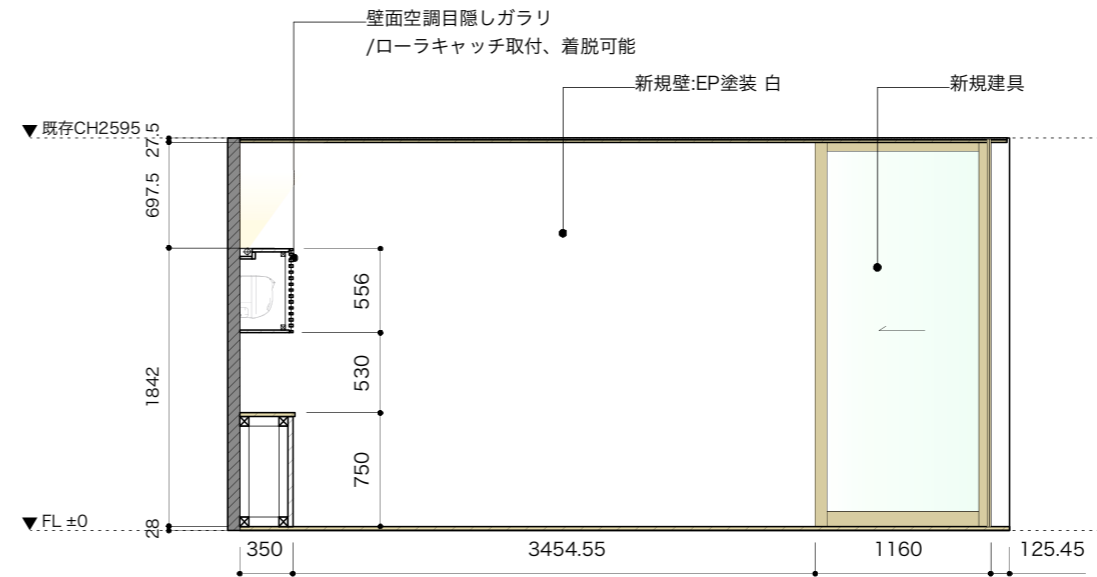 壁面空調目隠しガラリ
/ローラキャッチ取付、着脱可能
新規壁:EP塗装 白
新規建具
既存CH2595
27.5
697.5
556
530
1842
750
FL ±0
28
350
3454.55
1160
125.45